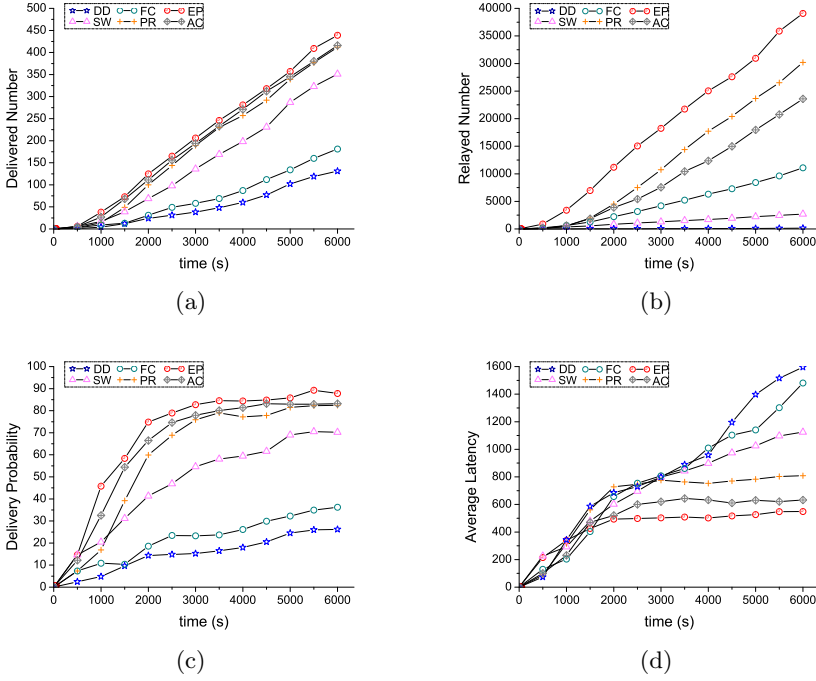 DD FC EP
SW PR AC
500
450
400
350
300
250
200
150
100
50
0
Delivered Number
0 1000 2000 3000 4000 5000 6000
time (s)
(a)
DD FC EP
SW PR AC
40000
35000
30000
25000
20000
15000
10000
5000
0
Relayed Number
0 1000 2000 3000 4000 5000 6000
time (s)
(b)
DD FC EP
SW PR AC
100
90
80
70
60
50
40
30
20
10
0
Delivery Probability
0 1000 2000 3000 4000 5000 6000
time (s)
(c)
DD FC EP
SW PR AC
1600
1400
1200
1000
800
600
400
200
0
Average Latency
0 1000 2000 3000 4000 5000 6000
time (s)
(d)